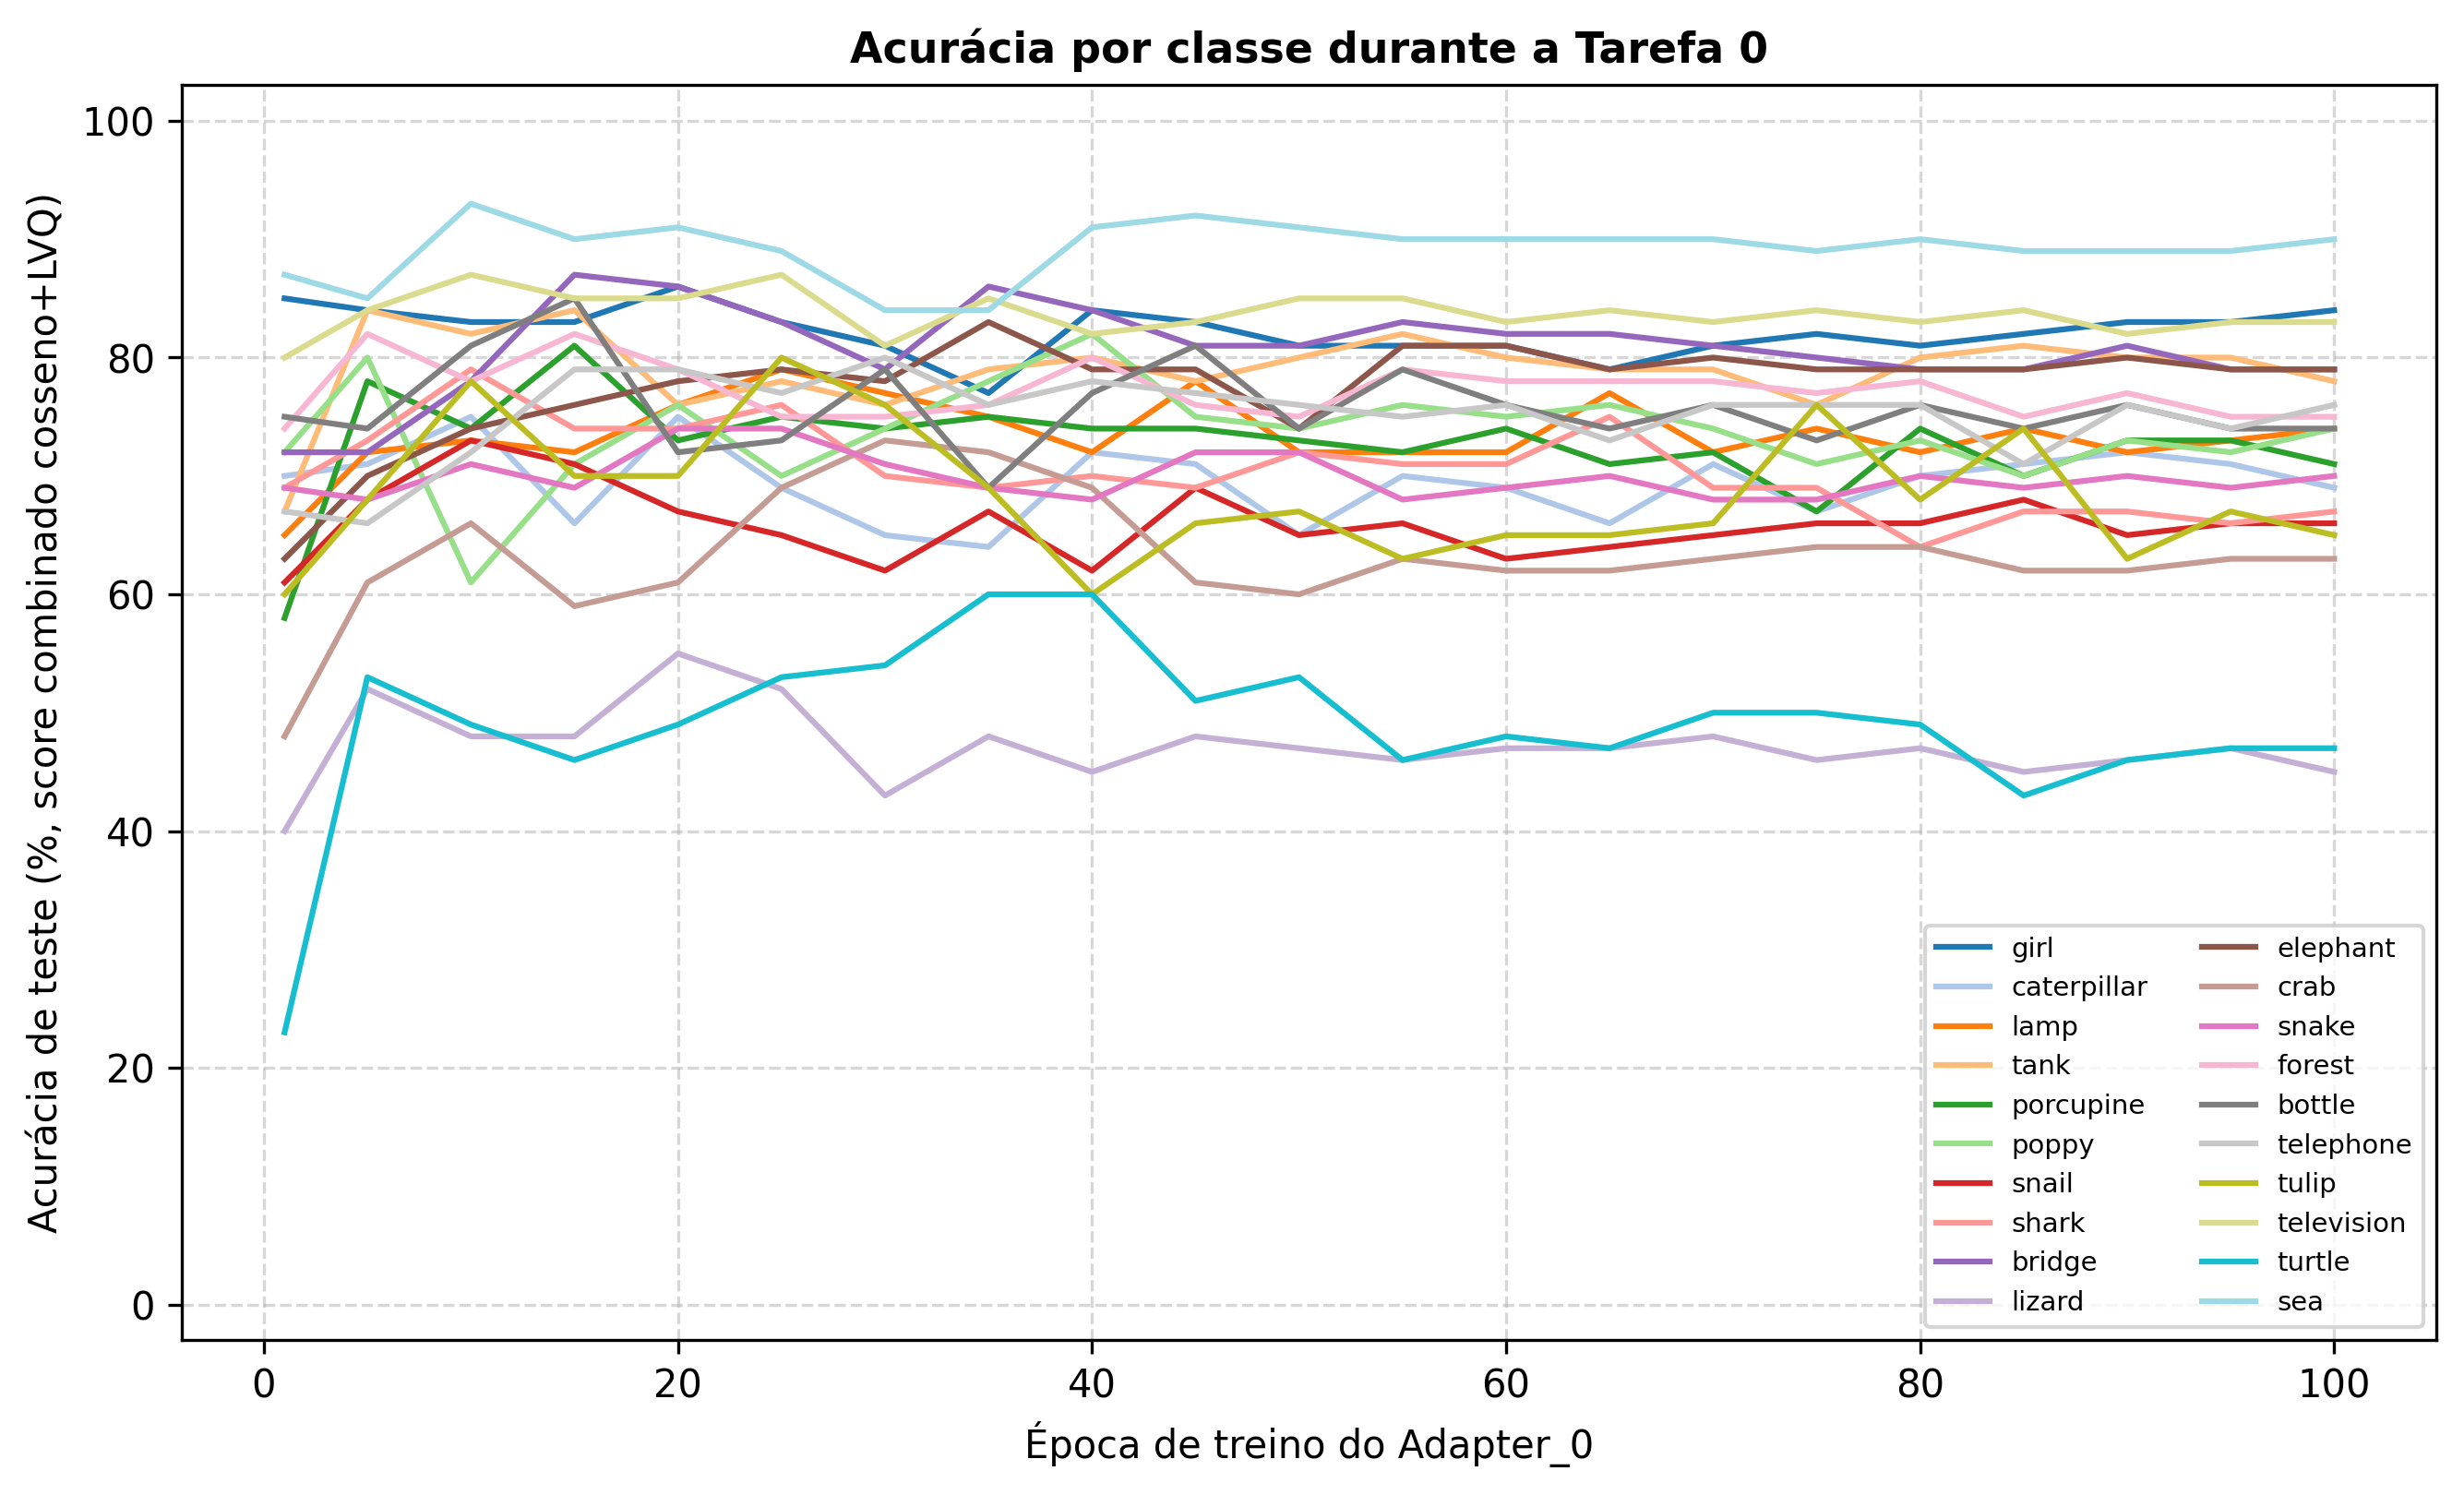 Acurácia por classe durante a Tarefa 0
Acurácia de teste (%, score combinado cosseno+LVQ)
100
80
60
40
20
0
0
20
40
60
80
100
Época de treino do Adapter_0
girl
caterpillar
lamp
tank
porcupine
poppy
snail
shark
bridge
lizard
elephant
crab
snake
forest
bottle
telephone
tulip
television
turtle
sea